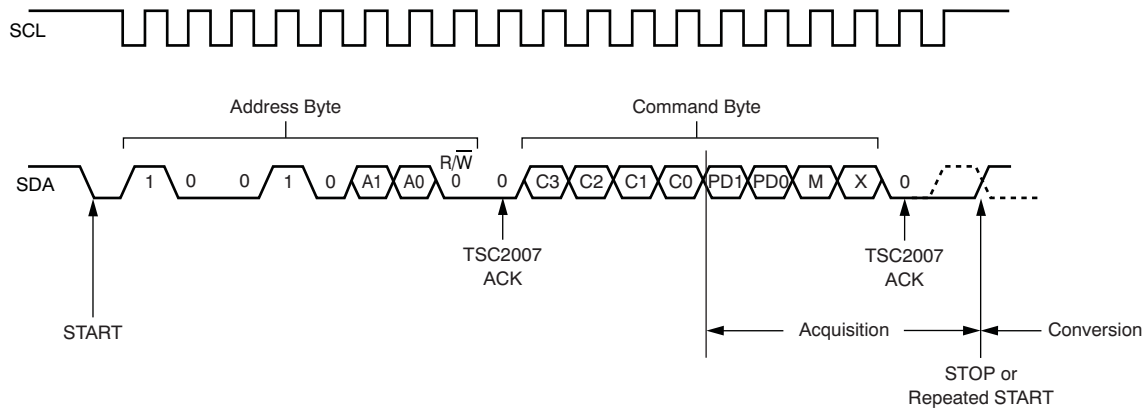 SCL
Address Byte
Command Byte
R/W
SDA
1 0 0 1 0 A1 A0 0 0 C3 C2 C1 C0 PD1 PD0 M X 0
TSC2007
ACK
TSC2007
ACK
START
Acquisition
Conversion
STOP or
Repeated START